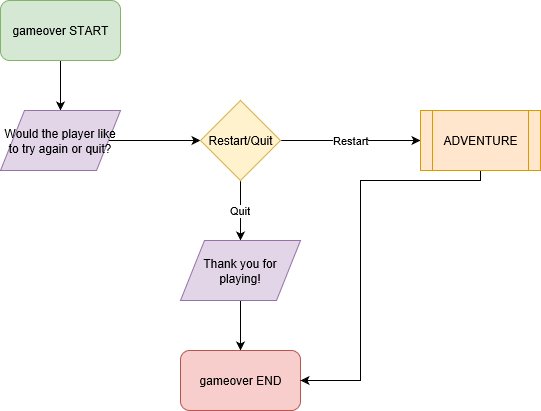 gameover START
Would the player like
to try again or quit?
Restart/Quit
Restart
ADVENTURE
Quit
Thank you for
playing!
gameover END